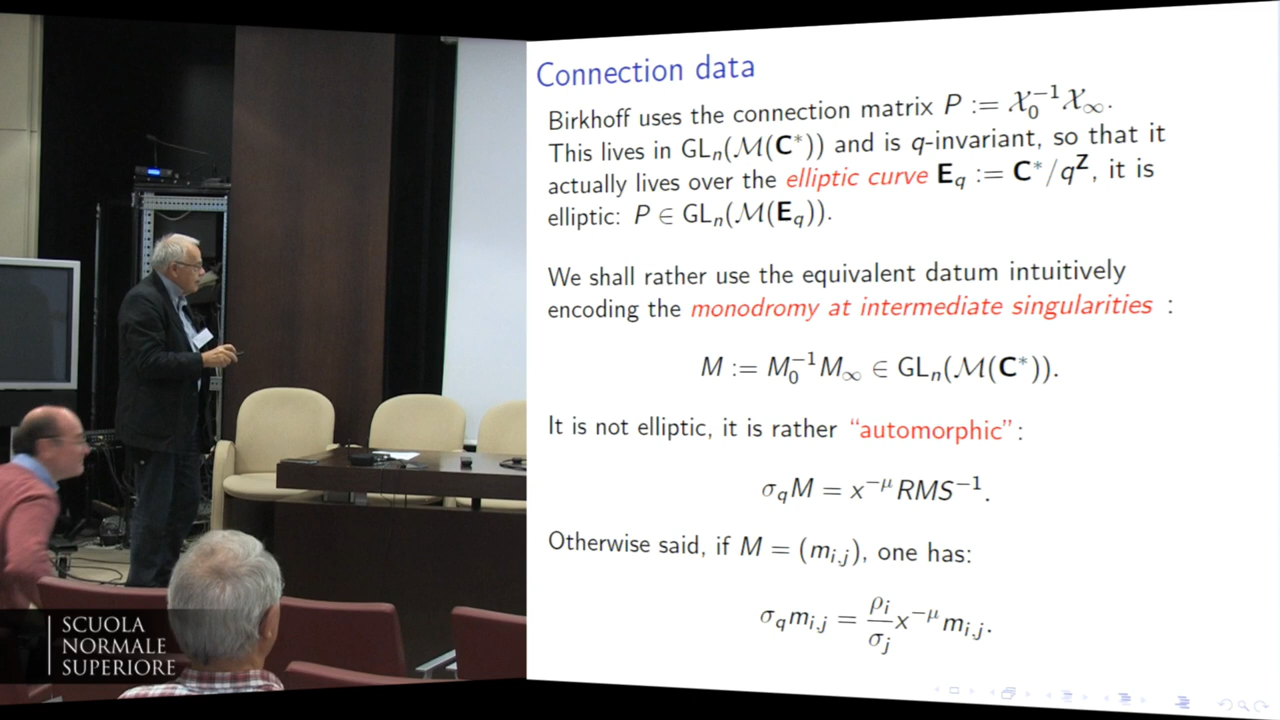 Connection data
Birkhoff uses the connection matrix P := 𝒳₀⁻¹𝒳∞.
This lives in GLₙ(ℳ(C*)) and is q-invariant, so that it
actually lives over the elliptic curve E_q := C*/q^Z, it is
elliptic: P ∈ GLₙ(ℳ(E_q)).
We shall rather use the equivalent datum intuitively
encoding the monodromy at intermediate singularities :
M := M₀⁻¹M∞ ∈ GLₙ(ℳ(C*)).
It is not elliptic, it is rather “automorphic”:
σ_qM = x^{-μ}RMS⁻¹.
Otherwise said, if M = (m_{i,j}), one has:
σ_qm_{i,j} = ρ_i/σ_j x^{-μ}m_{i,j}.
SCUOLA
NORMALE
SUPERIORE